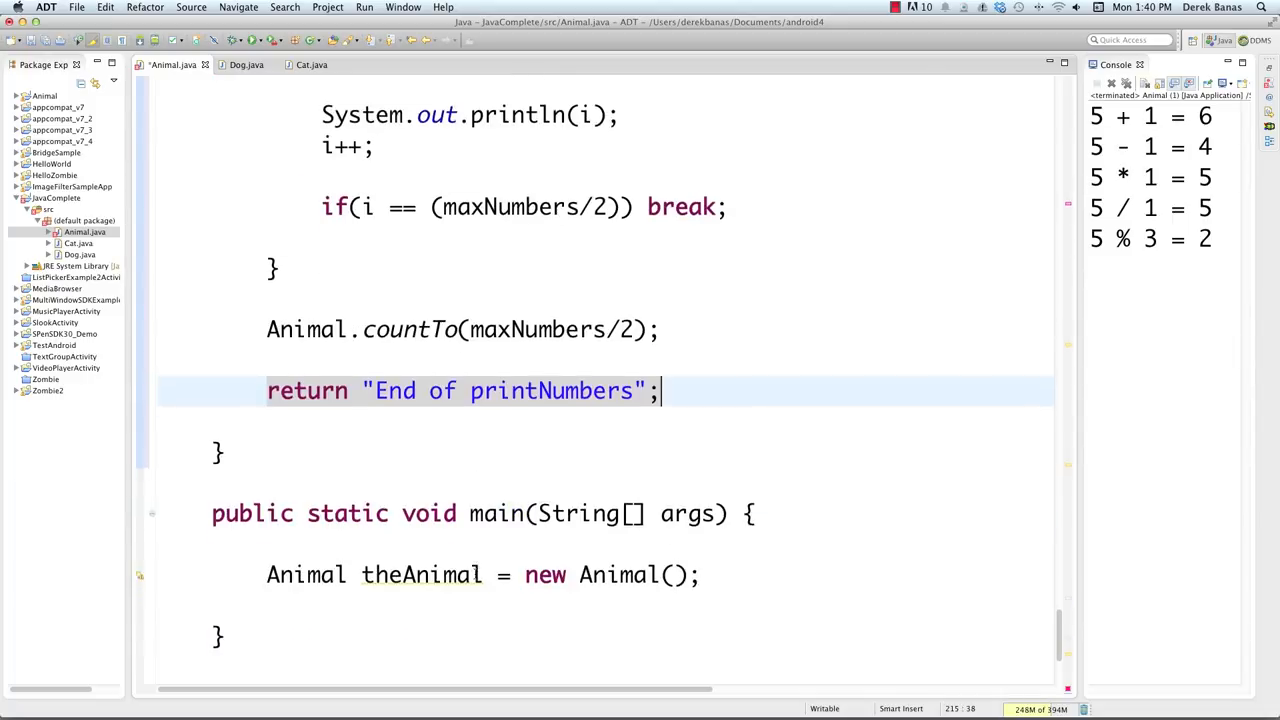 ADT File Edit Refactor Source Navigate Search Project Run Window Help 10 Mon 1:40 PM Derek Banas
Java – JavaComplete/src/Animal.java – ADT – /Users/derekbanas/Documents/android4
Quick Access Java DDMS
Package Exp
*Animal.java Dog.java Cat.java
Console
<terminated> Animal (1) [Java Application] /S
Animal
appcompat_v7
appcompat_v7_2
appcompat_v7_3
appcompat_v7_4
BridgeSample
HelloWorld
HelloZombie
ImageFilterSampleApp
JavaComplete
src
(default package)
Animal.java
Cat.java
Dog.java
JRE System Library [Ja
ListPickerExample2Activi
MediaBrowser
MultiWindowSDKExample
MusicPlayerActivity
SlookActivity
SPenSDK30_Demo
TestAndroid
TextGroupActivity
VideoPlayerActivity
Zombie
Zombie2
System.out.println(i);
i++;
if(i == (maxNumbers/2)) break;
}
Animal.countTo(maxNumbers/2);
return "End of printNumbers";
}
public static void main(String[] args) {
Animal theAnimal = new Animal();
}
5 + 1 = 6
5 - 1 = 4
5 * 1 = 5
5 / 1 = 5
5 % 3 = 2
Writable Smart Insert 215 : 38 248M of 394M